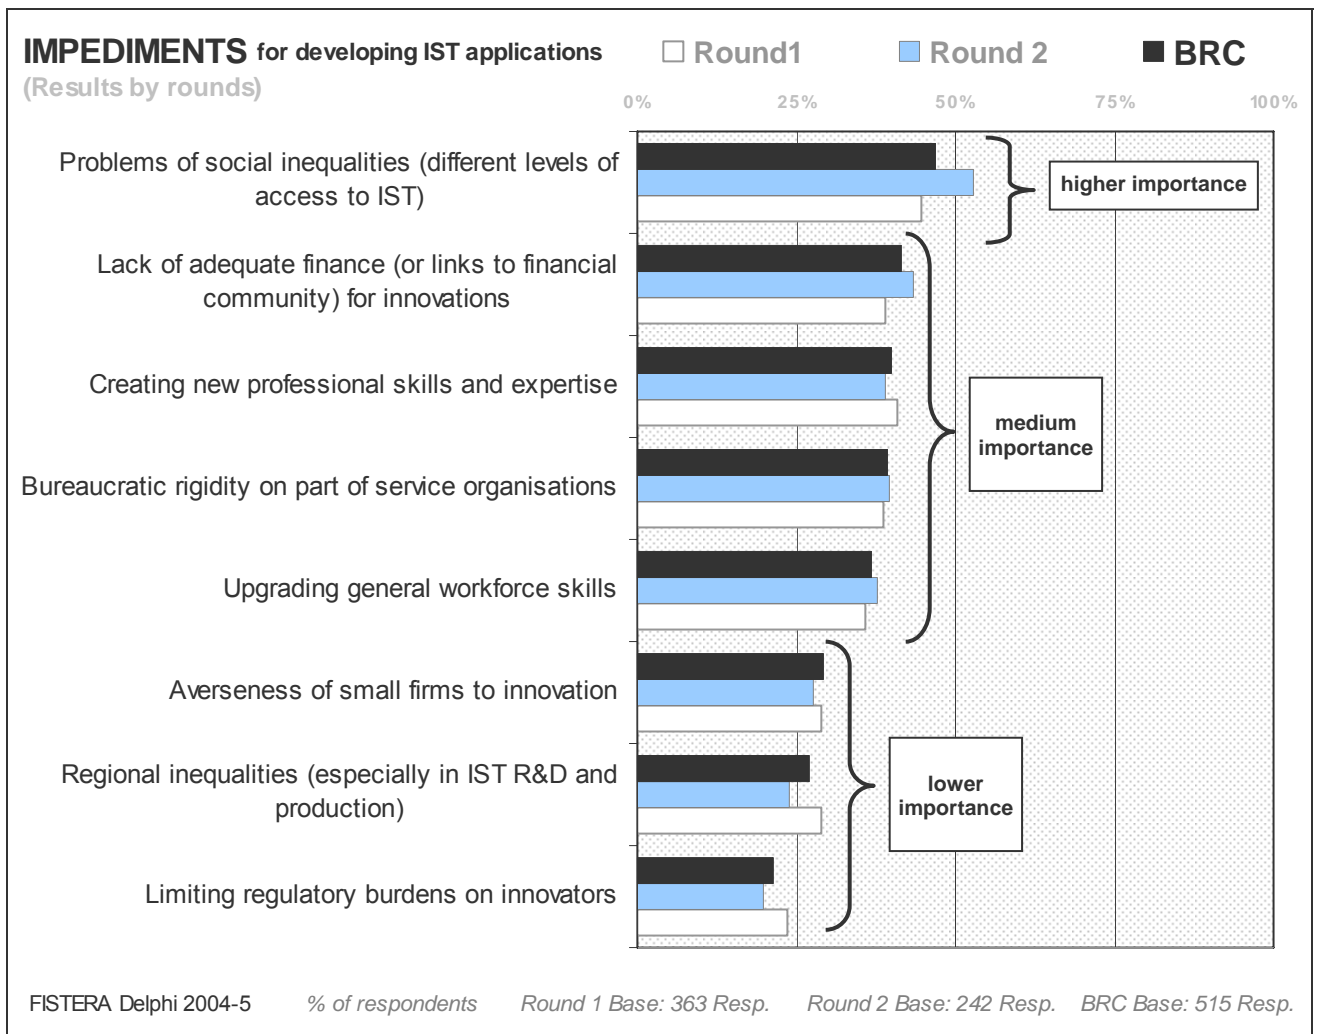 IMPEDIMENTS for developing IST applications
(Results by rounds)
Round1 Round 2 BRC
0% 25% 50% 75% 100%
Problems of social inequalities (different levels of
access to IST)
higher importance
Lack of adequate finance (or links to financial
community) for innovations
Creating new professional skills and expertise
medium
importance
Bureaucratic rigidity on part of service organisations
Upgrading general workforce skills
Averseness of small firms to innovation
Regional inequalities (especially in IST R&D and
production)
lower
importance
Limiting regulatory burdens on innovators
FISTERA Delphi 2004-5 % of respondents Round 1 Base: 363 Resp. Round 2 Base: 242 Resp. BRC Base: 515 Resp.